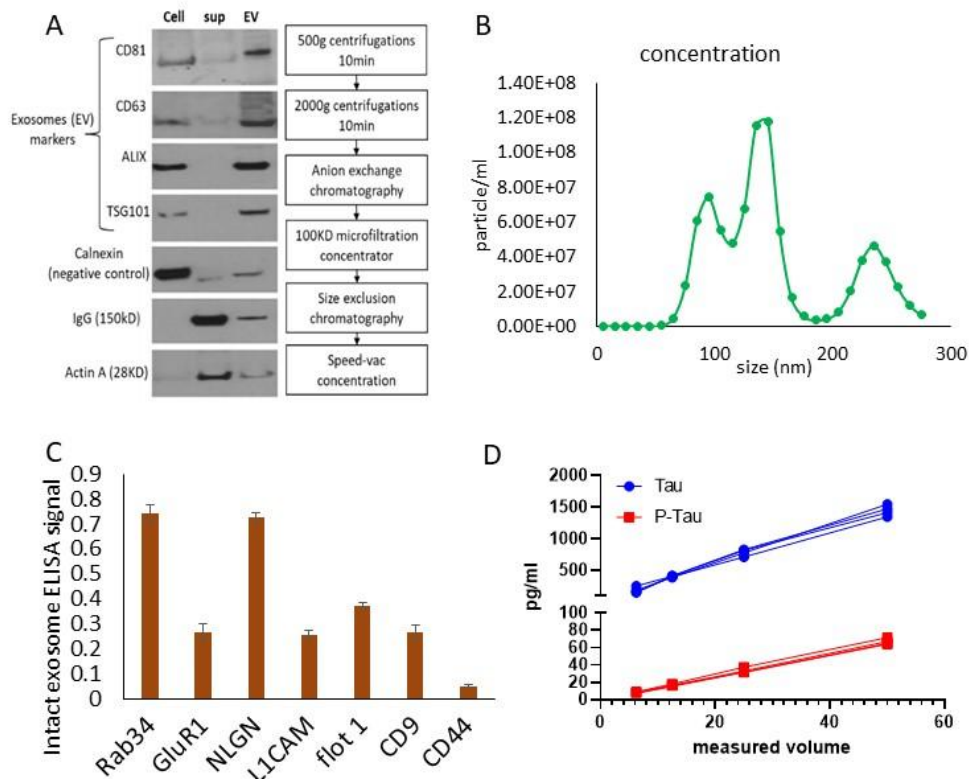 A
Cell sup EV
CD81
CD63
Exosomes (EV)
markers
ALIX
TSG101
Calnexin
(negative control)
IgG (150kD)
Actin A (28KD)
500g centrifugations
10min
2000g centrifugations
10min
Anion exchange
chromatography
100KD microfiltration
concentrator
Size exclusion
chromatography
Speed-vac
concentration
B
concentration
particle/ml
1.40E+08
1.20E+08
1.00E+08
8.00E+07
6.00E+07
4.00E+07
2.00E+07
0.00E+00
0 100 200 300
size (nm)
C
Intact exosome ELISA signal
0.9
0.8
0.7
0.6
0.5
0.4
0.3
0.2
0.1
0
Rab34 GluR1 NLGN L1CAM flot 1 CD9 CD44
D
Tau
P-Tau
pg/ml
2000
1500
1000
500
100
80
60
40
20
0
0 20 40 60
measured volume